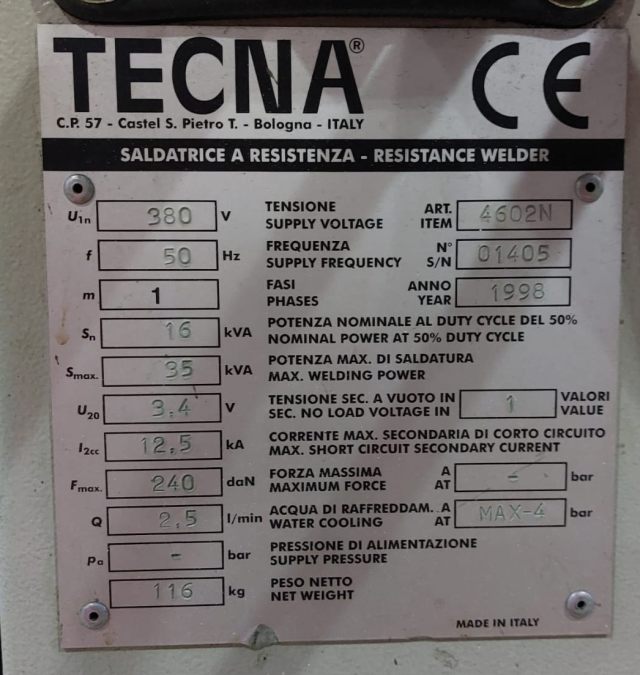 TECNA® CE
C.P. 57 - Castel S. Pietro T. - Bologna - ITALY
SALDATRICE A RESISTENZA - RESISTANCE WELDER
U1n 380 V TENSIONE SUPPLY VOLTAGE ART. ITEM 4602N
f 50 Hz FREQUENZA SUPPLY FREQUENCY N° S/N 01405
m 1 FASI PHASES ANNO YEAR 1998
Sn 16 kVA POTENZA NOMINALE AL DUTY CYCLE DEL 50% NOMINAL POWER AT 50% DUTY CYCLE
Smax. 35 kVA POTENZA MAX. DI SALDATURA MAX. WELDING POWER
U20 3,4 V TENSIONE SEC. A VUOTO IN SEC. NO LOAD VOLTAGE IN 1 VALORI VALUE
I2cc 12,5 kA CORRENTE MAX. SECONDARIA DI CORTO CIRCUITO MAX. SHORT CIRCUIT SECONDARY CURRENT
Fmax. 240 daN FORZA MASSIMA MAXIMUM FORCE A AT - bar
Q 2,5 l/min ACQUA DI RAFFREDDAM. WATER COOLING A AT MAX-4 bar
pa - bar PRESSIONE DI ALIMENTAZIONE SUPPLY PRESSURE
116 kg PESO NETTO NET WEIGHT
MADE IN ITALY